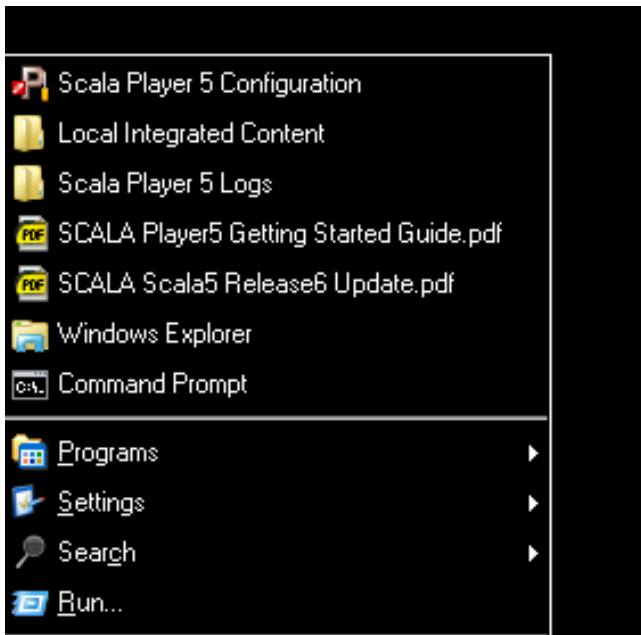 Scala Player 5 Configuration
Local Integrated Content
Scala Player 5 Logs
SCALA Player5 Getting Started Guide.pdf
SCALA Scala5 Release6 Update.pdf
Windows Explorer
Command Prompt
Programs
Settings
Search
Run...